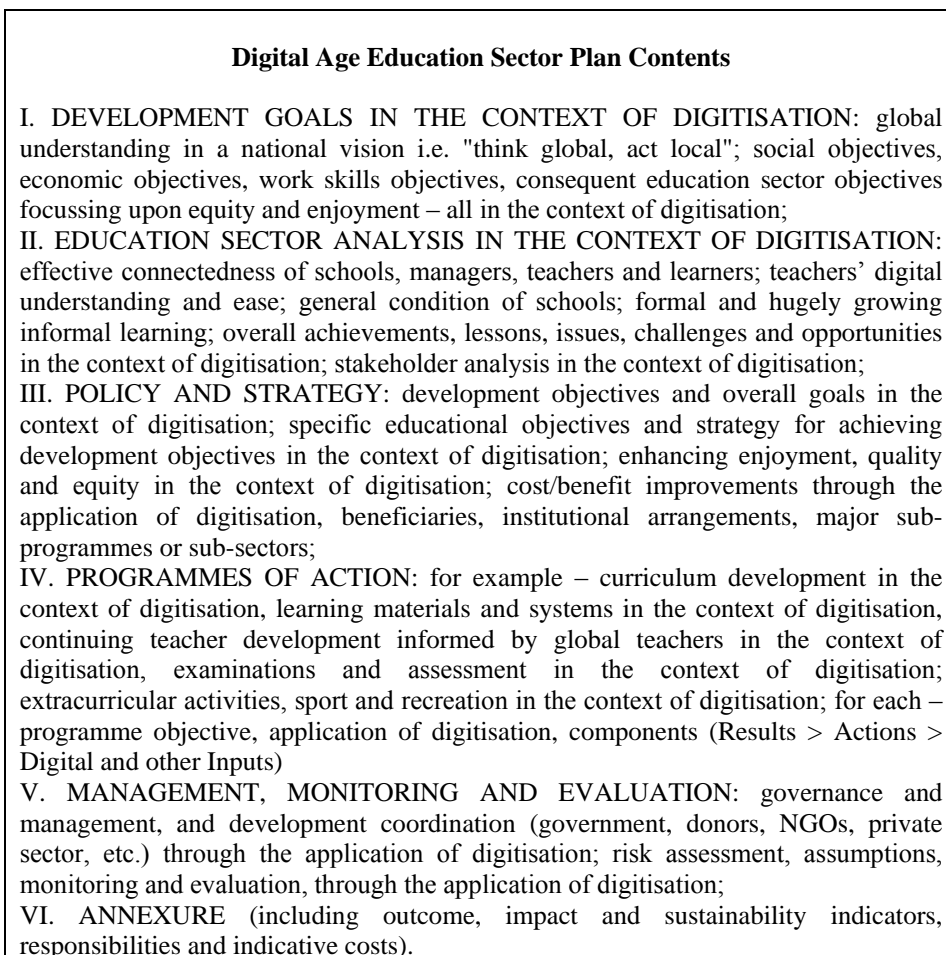 Digital Age Education Sector Plan Contents
I. DEVELOPMENT GOALS IN THE CONTEXT OF DIGITISATION: global
understanding in a national vision i.e. "think global, act local"; social objectives,
economic objectives, work skills objectives, consequent education sector objectives
focussing upon equity and enjoyment – all in the context of digitisation;
II. EDUCATION SECTOR ANALYSIS IN THE CONTEXT OF DIGITISATION:
effective connectedness of schools, managers, teachers and learners; teachers’ digital
understanding and ease; general condition of schools; formal and hugely growing
informal learning; overall achievements, lessons, issues, challenges and opportunities
in the context of digitisation; stakeholder analysis in the context of digitisation;
III. POLICY AND STRATEGY: development objectives and overall goals in the
context of digitisation; specific educational objectives and strategy for achieving
development objectives in the context of digitisation; enhancing enjoyment, quality
and equity in the context of digitisation; cost/benefit improvements through the
application of digitisation, beneficiaries, institutional arrangements, major sub-
programmes or sub-sectors;
IV. PROGRAMMES OF ACTION: for example – curriculum development in the
context of digitisation, learning materials and systems in the context of digitisation,
continuing teacher development informed by global teachers in the context of
digitisation, examinations and assessment in the context of digitisation;
extracurricular activities, sport and recreation in the context of digitisation; for each –
programme objective, application of digitisation, components (Results > Actions >
Digital and other Inputs)
V. MANAGEMENT, MONITORING AND EVALUATION: governance and
management, and development coordination (government, donors, NGOs, private
sector, etc.) through the application of digitisation; risk assessment, assumptions,
monitoring and evaluation, through the application of digitisation;
VI. ANNEXURE (including outcome, impact and sustainability indicators,
responsibilities and indicative costs).